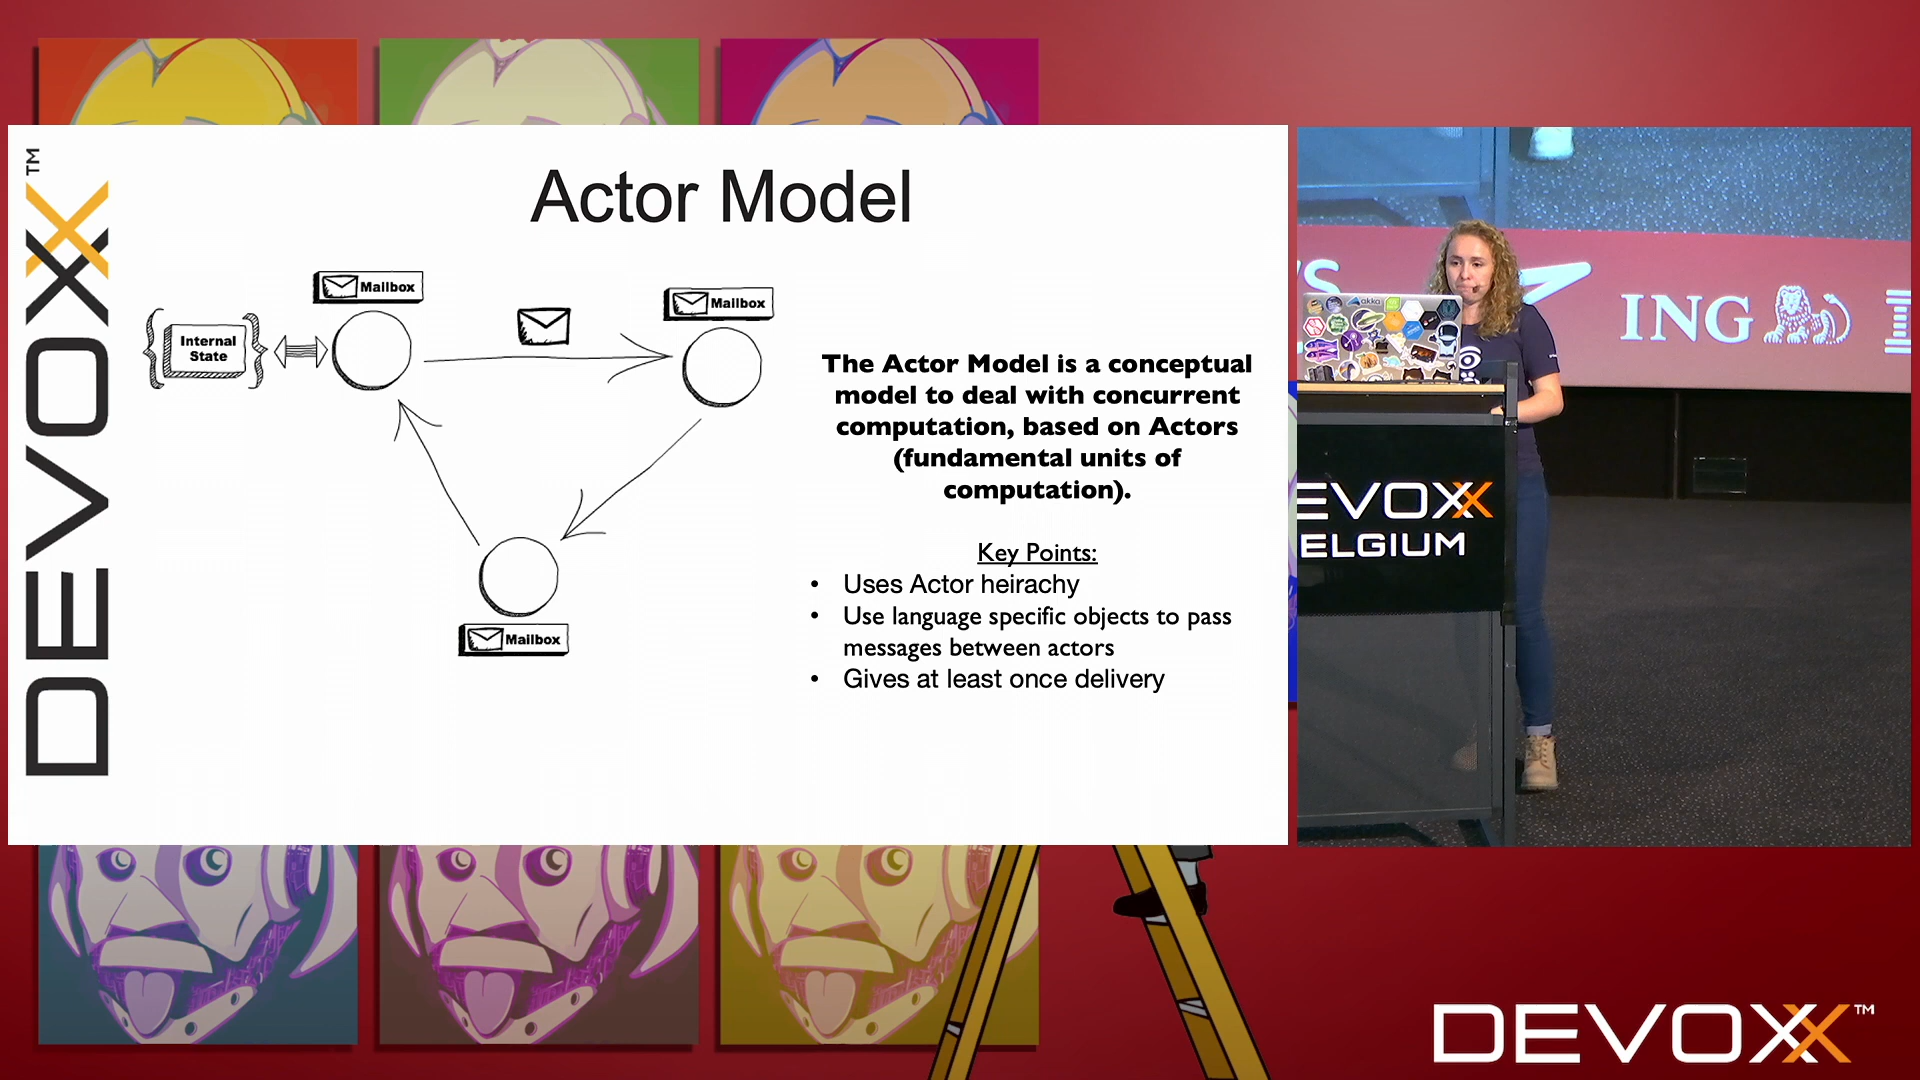 DEVOXX™
Actor Model
Mailbox
Mailbox
Internal
State
Mailbox
The Actor Model is a conceptual
model to deal with concurrent
computation, based on Actors
(fundamental units of
computation).
Key Points:
• Uses Actor heirachy
• Use language specific objects to pass
messages between actors
• Gives at least once delivery
akka
ING
EVOXX
ELGIUM
DEVOXX™